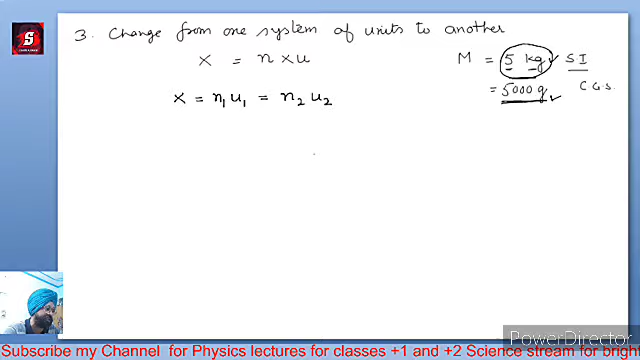 3. Change from one system of units to another
X = n x u
M = 5 kg SI
= 5000 g C.G.S.
X = n₁u₁ = n₂u₂
PowerDirector
Subscribe my Channel for Physics lectures for classes +1 and +2 Science stream for brigh